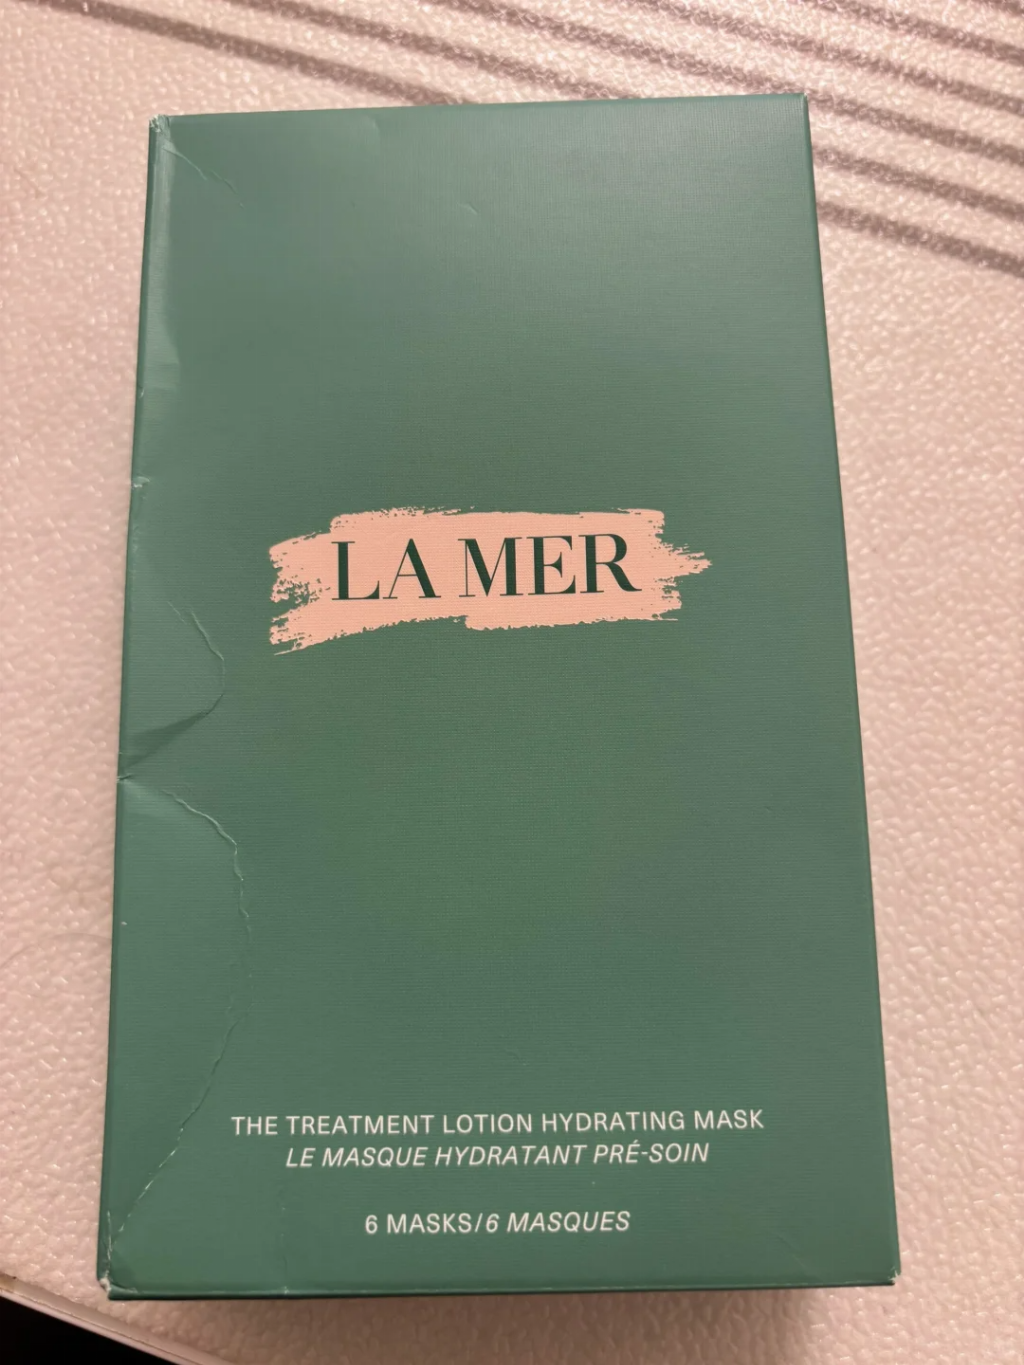 LA MER
THE TREATMENT LOTION HYDRATING MASK
LE MASQUE HYDRATANT PRÉ-SOIN
6 MASKS/6 MASQUES